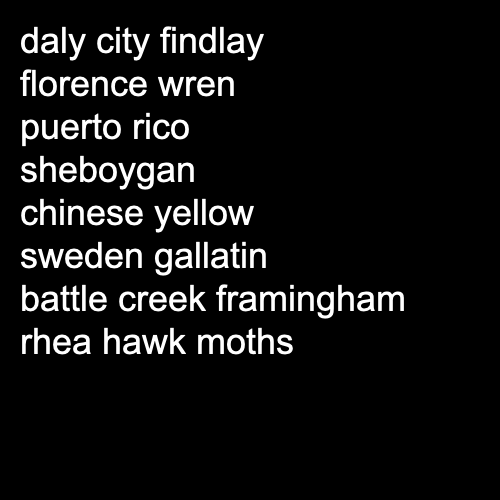 daly city findlay
florence wren
puerto rico
sheboygan
chinese yellow
sweden gallatin
battle creek framingham
rhea hawk moths